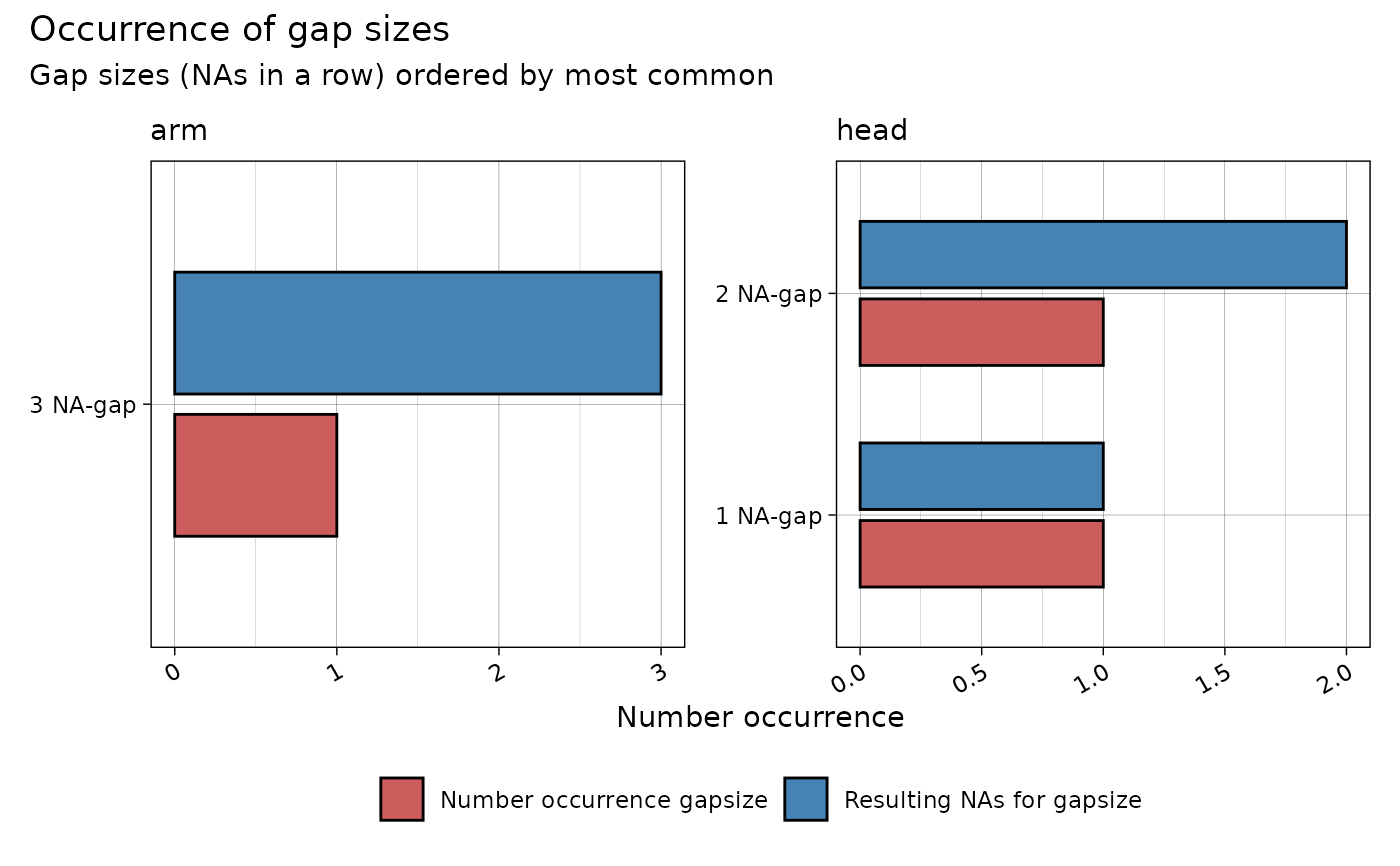 Occurrence of gap sizes
Gap sizes (NAs in a row) ordered by most common
arm
3 NA-gap
0 1 2 3
head
2 NA-gap
1 NA-gap
0.0 0.5 1.0 1.5 2.0
Number occurrence
Number occurrence gapsize
Resulting NAs for gapsize